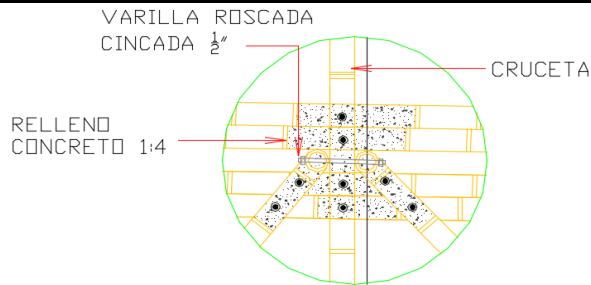 VARILLA ROSCADA
CINCADA ½"
CRUCETA
RELLENO
CONCRETO 1:4